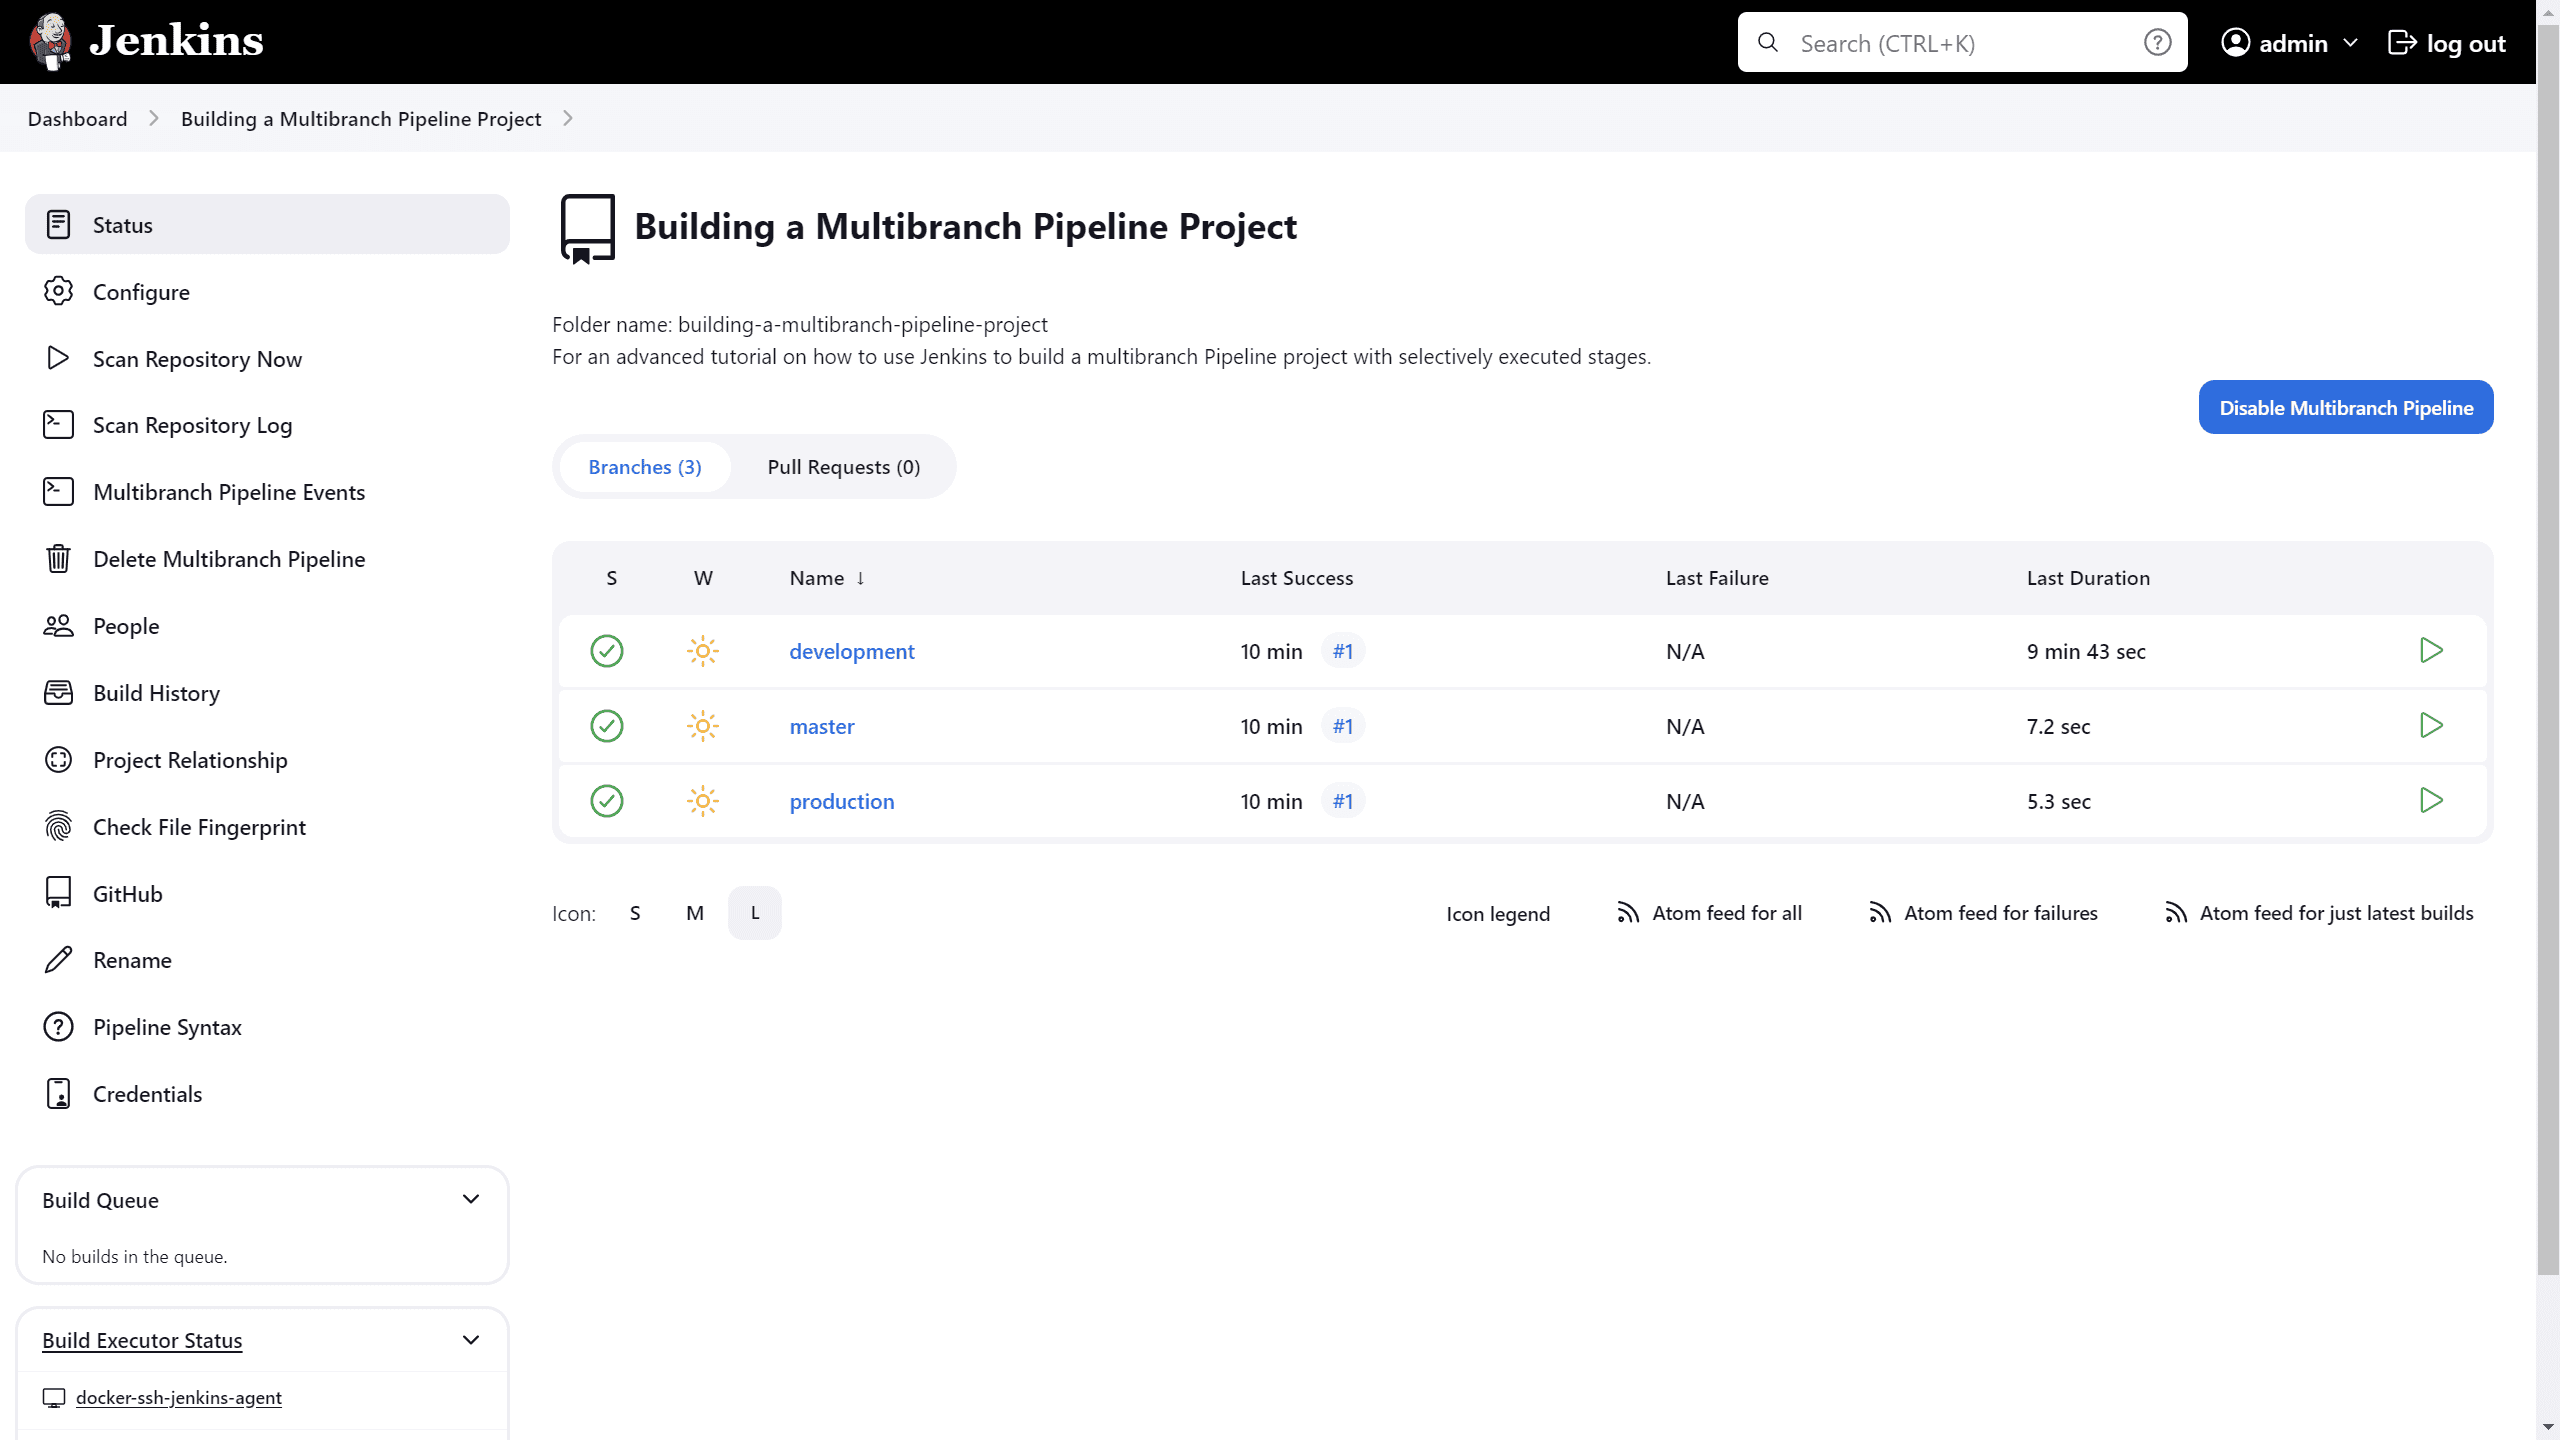 Jenkins
Search (CTRL+K)
admin
log out
Dashboard
Building a Multibranch Pipeline Project
Status
Configure
Scan Repository Now
Scan Repository Log
Multibranch Pipeline Events
Delete Multibranch Pipeline
People
Build History
Project Relationship
Check File Fingerprint
GitHub
Rename
Pipeline Syntax
Credentials
Build Queue
No builds in the queue.
Build Executor Status
docker-ssh-jenkins-agent
Building a Multibranch Pipeline Project
Folder name: building-a-multibranch-pipeline-project
For an advanced tutorial on how to use Jenkins to build a multibranch Pipeline project with selectively executed stages.
Disable Multibranch Pipeline
Branches (3) Pull Requests (0)
S W Name ↓ Last Success Last Failure Last Duration
development 10 min #1 N/A 9 min 43 sec
master 10 min #1 N/A 7.2 sec
production 10 min #1 N/A 5.3 sec
Icon: S M L Icon legend Atom feed for all Atom feed for failures Atom feed for just latest builds